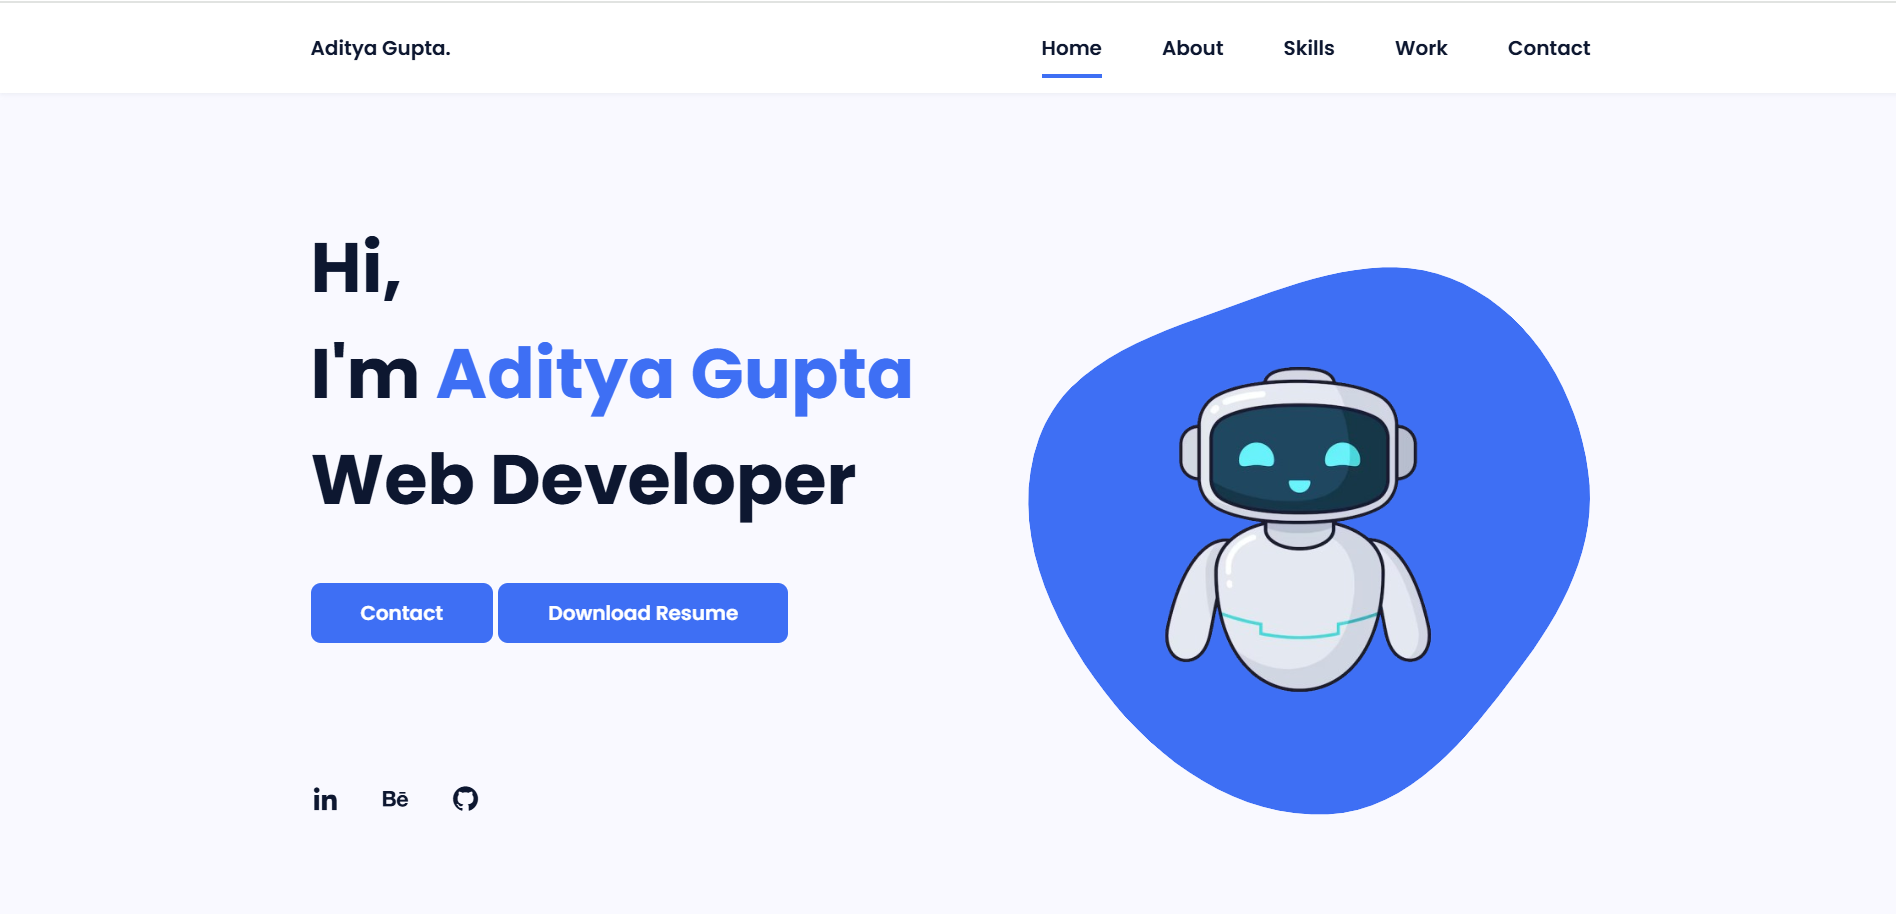 Aditya Gupta.
Home About Skills Work Contact
Hi,
I'm Aditya Gupta
Web Developer
Contact Download Resume
in Bē